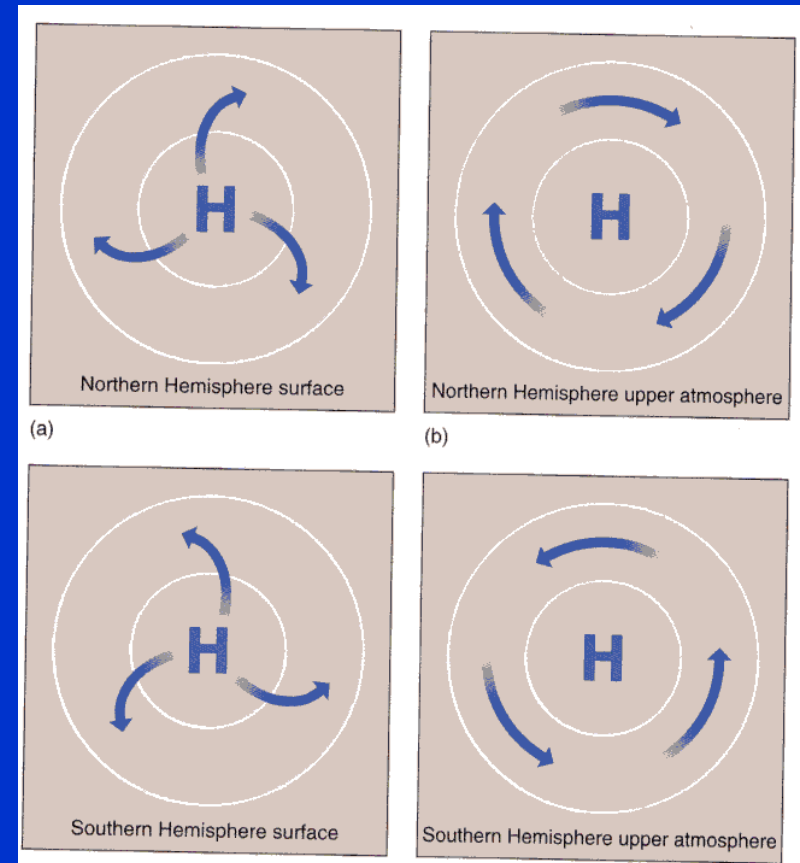 H
Northern Hemisphere surface
(a)
H
Northern Hemisphere upper atmosphere
(b)
H
Southern Hemisphere surface
H
Southern Hemisphere upper atmosphere